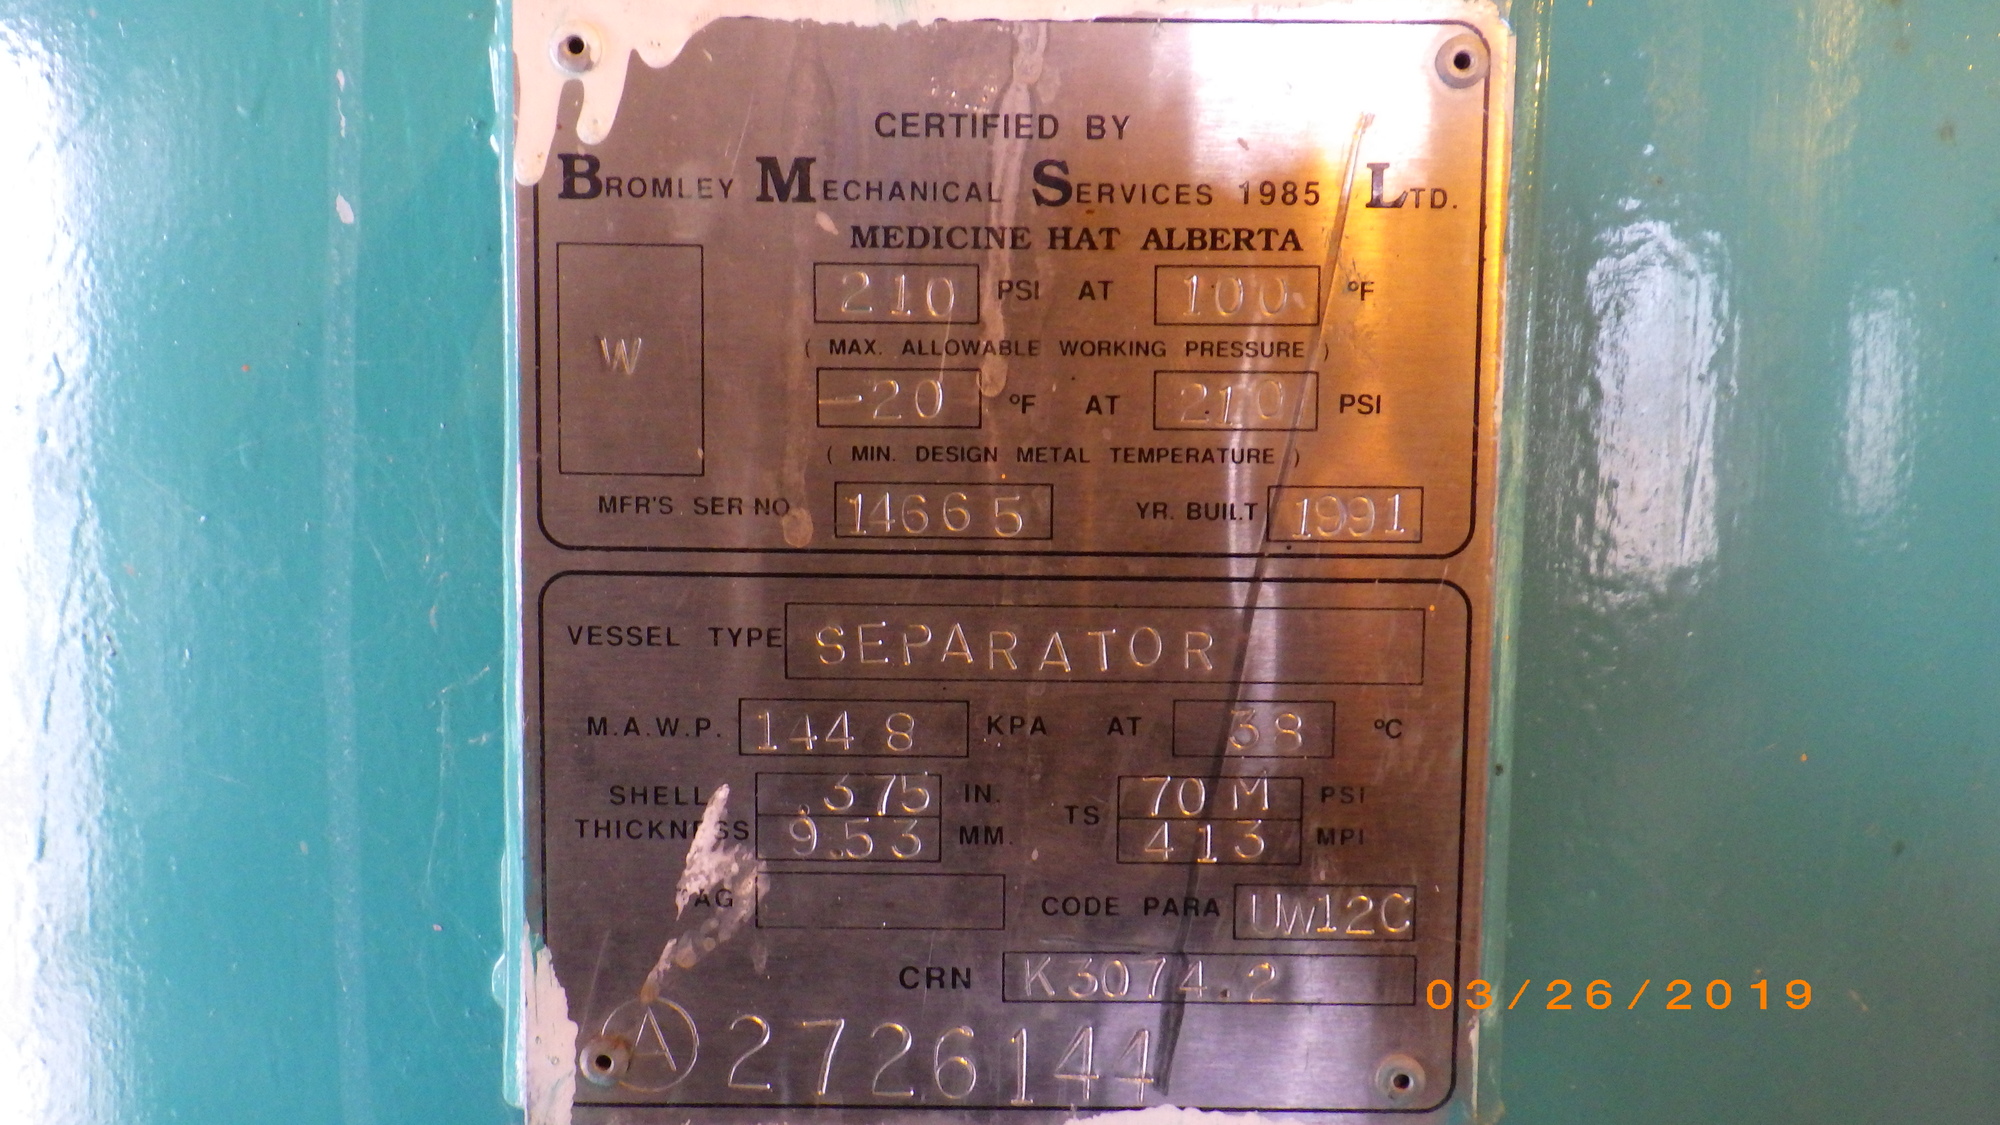 CERTIFIED BY
BROMLEY MECHANICAL SERVICES 1985 LTD.
MEDICINE HAT ALBERTA
210 PSI AT 100 °F
( MAX. ALLOWABLE WORKING PRESSURE )
W
-20 °F AT 210 PSI
( MIN. DESIGN METAL TEMPERATURE )
MFR'S SER NO 14665 YR. BUILT 1991
VESSEL TYPE SEPARATOR
M.A.W.P. 1448 KPA AT 38 °C
SHELL THICKNESS .375 IN. TS 70 M PSI
9.53 MM. 413 MPI
CODE PARA UW12C
CRN K3074.2
A 2726144
03/26/2019